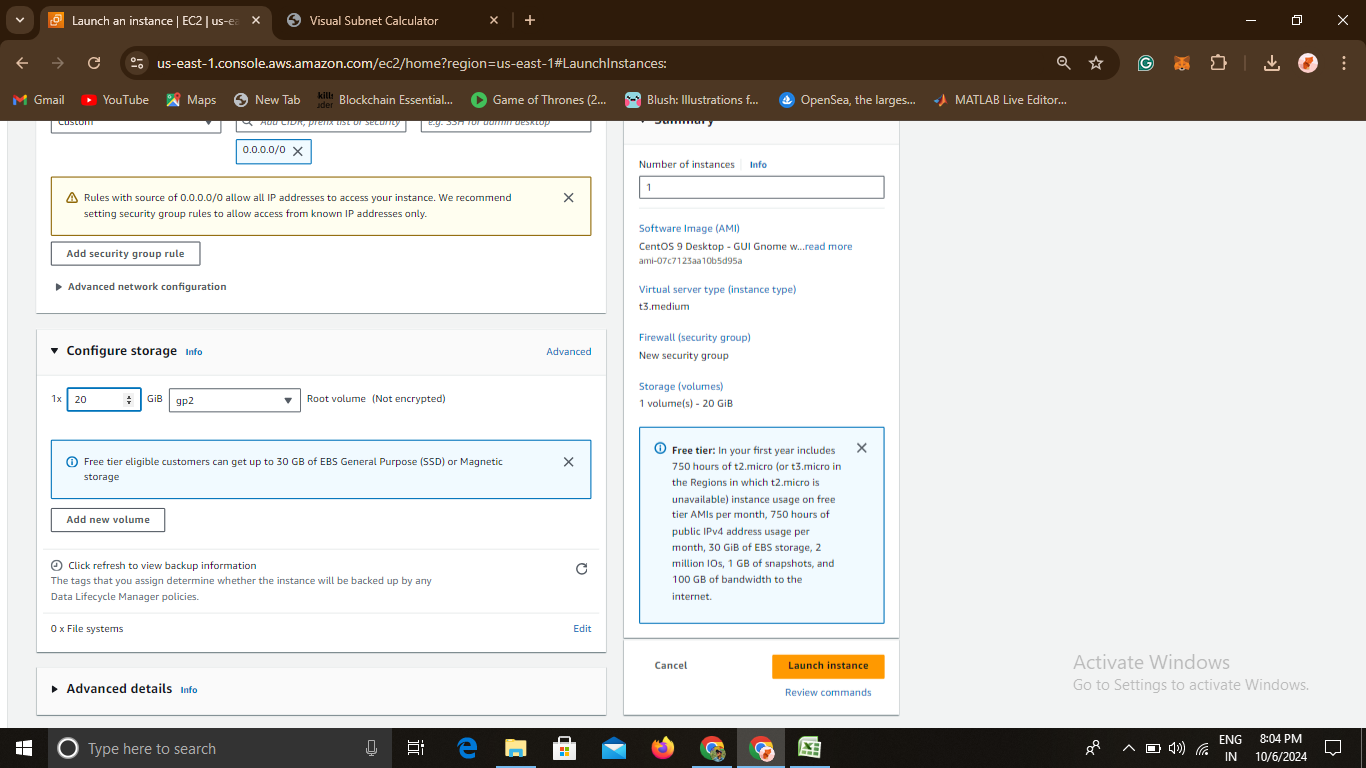 Launch an instance | EC2 | us-ea
Visual Subnet Calculator
us-east-1.console.aws.amazon.com/ec2/home?region=us-east-1#LaunchInstances:
Gmail
YouTube
Maps
New Tab
Blockchain Essential...
Game of Thrones (2...
Blush: Illustrations f...
OpenSea, the larges...
MATLAB Live Editor...
Custom
Add CIDR, prefix list or security
e.g. SSH for admin desktop
0.0.0.0/0
Rules with source of 0.0.0.0/0 allow all IP addresses to access your instance. We recommend
setting security group rules to allow access from known IP addresses only.
Add security group rule
Advanced network configuration
Configure storage Info
Advanced
1x 20 GiB gp2 Root volume (Not encrypted)
Free tier eligible customers can get up to 30 GB of EBS General Purpose (SSD) or Magnetic
storage
Add new volume
Click refresh to view backup information
The tags that you assign determine whether the instance will be backed up by any
Data Lifecycle Manager policies.
0 x File systems
Edit
Advanced details Info
Summary
Number of instances Info
1
Software Image (AMI)
CentOS 9 Desktop - GUI Gnome w...read more
ami-07c7123aa10b5d95a
Virtual server type (instance type)
t3.medium
Firewall (security group)
New security group
Storage (volumes)
1 volume(s) - 20 GiB
Free tier: In your first year includes
750 hours of t2.micro (or t3.micro in
the Regions in which t2.micro is
unavailable) instance usage on free
tier AMIs per month, 750 hours of
public IPv4 address usage per
month, 30 GiB of EBS storage, 2
million IOs, 1 GB of snapshots, and
100 GB of bandwidth to the
internet.
Cancel
Launch instance
Review commands
Activate Windows
Go to Settings to activate Windows.
Type here to search
ENG
IN
8:04 PM
10/6/2024